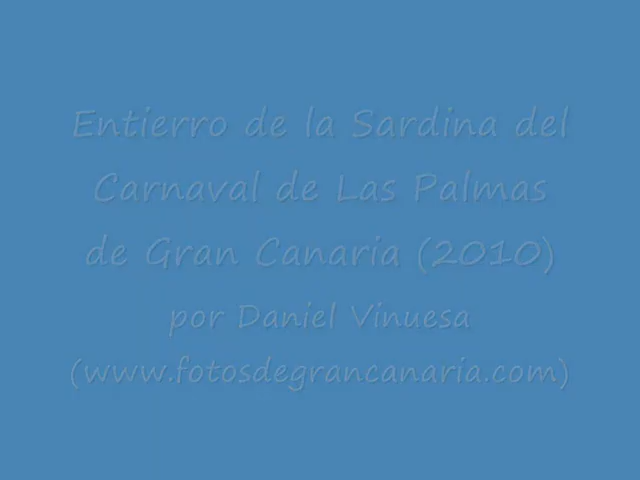 Entierro de la Sardina del
Carnaval de Las Palmas
de Gran Canaria (2010)
por Daniel Vinuesa
(www.fotosdegrancanaria.com)